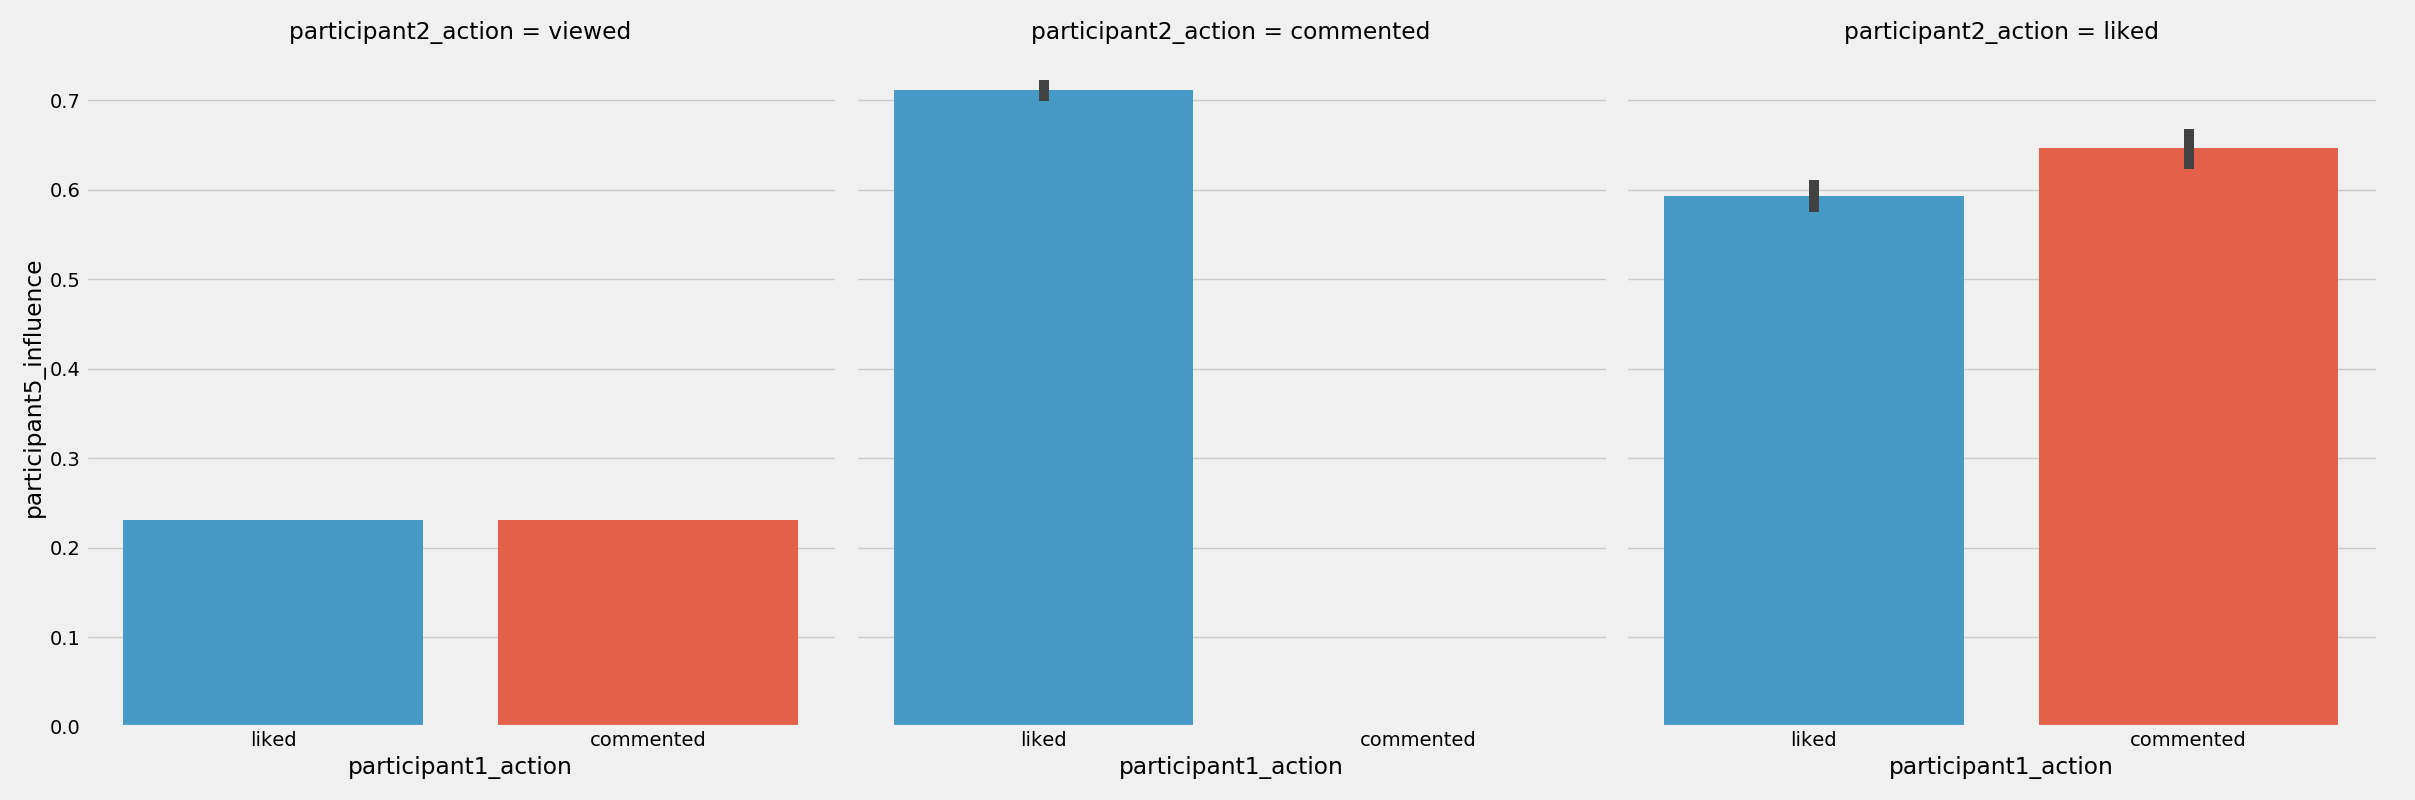 participant2_action = viewed
participant2_action = commented
participant2_action = liked
participant5_influence
0.7
0.6
0.5
0.4
0.3
0.2
0.1
0.0
liked
commented
liked
commented
liked
commented
participant1_action
participant1_action
participant1_action